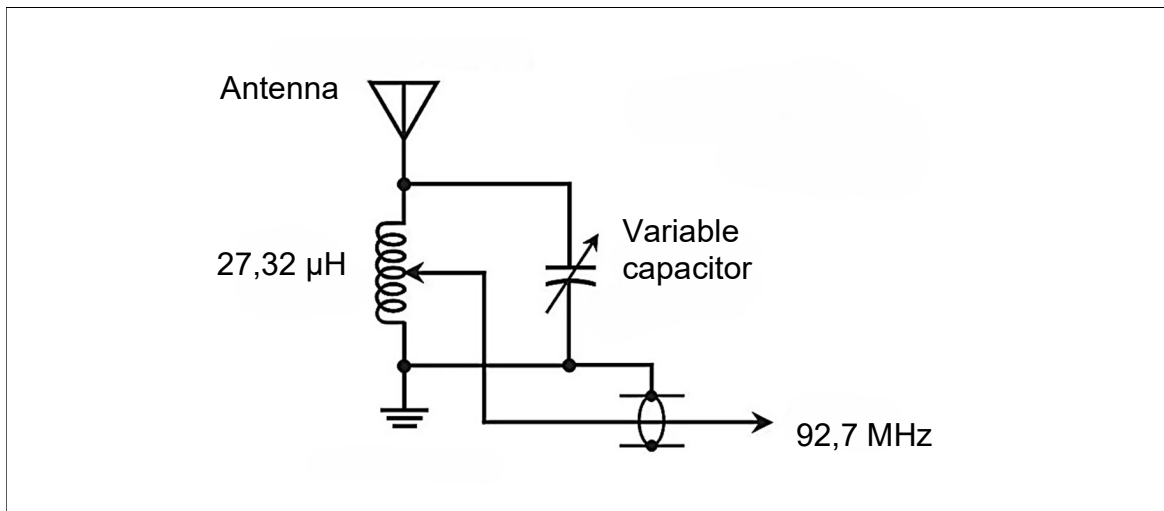 Antenna
27,32 µH
Variable
capacitor
92,7 MHz